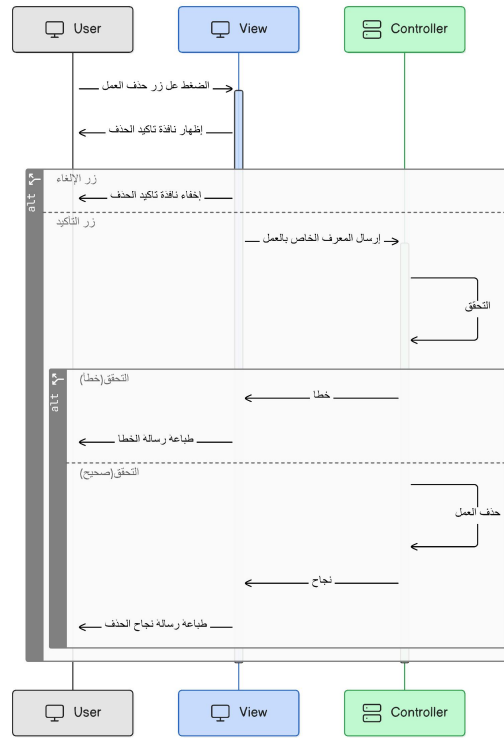 User
View
Controller
الضغط عل زر حذف العمل
إظهار نافذة تاكيد الحذف
alt
زر الإلغاء
إخفاء نافذة تاكيد الحذف
زر التأكيد
إرسال المعرف الخاص بالعمل
التحقق
alt
التحقق(خطأ)
خطا
طباعة رسالة الخطا
التحقق(صحيح)
حذف العمل
نجاح
طباعة رسالة نجاح الحذف
User
View
Controller